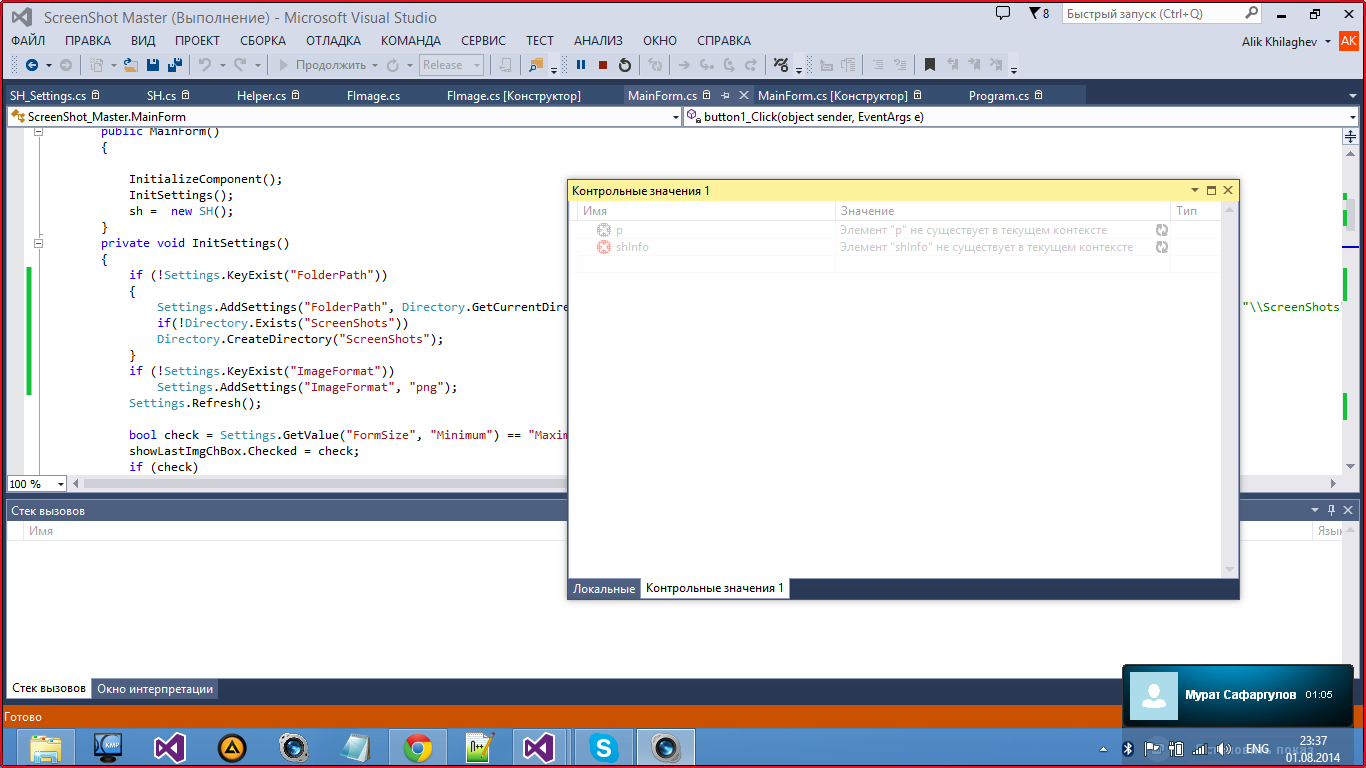 ScreenShot Master (Выполнение) - Microsoft Visual Studio
8
Быстрый запуск (Ctrl+Q)
ФАЙЛ ПРАВКА ВИД ПРОЕКТ СБОРКА ОТЛАДКА КОМАНДА СЕРВИС ТЕСТ АНАЛИЗ ОКНО СПРАВКА
Alik Khilaghev AK
Продолжить Release
SH_Settings.cs SH.cs Helper.cs FImage.cs FImage.cs [Конструктор] MainForm.cs MainForm.cs [Конструктор] Program.cs
ScreenShot_Master.MainForm button1_Click(object sender, EventArgs e)
public MainForm()
{
InitializeComponent();
InitSettings();
sh = new SH();
}
private void InitSettings()
{
if (!Settings.KeyExist("FolderPath"))
{
Settings.AddSettings("FolderPath", Directory.GetCurrentDire "\\ScreenShots
if(!Directory.Exists("ScreenShots"))
Directory.CreateDirectory("ScreenShots");
}
if (!Settings.KeyExist("ImageFormat"))
Settings.AddSettings("ImageFormat", "png");
Settings.Refresh();
bool check = Settings.GetValue("FormSize", "Minimum") == "Maxim
showLastImgChBox.Checked = check;
if (check)
100 %
Контрольные значения 1
Имя Значение Тип
p Элемент "p" не существует в текущем контексте
shInfo Элемент "shInfo" не существует в текущем контексте
Локальные Контрольные значения 1
Стек вызовов
Имя Язык
Стек вызовов Окно интерпретации
Мурат Сафаргулов 01:05
Готово
KMP
П++
ENG
23:37
01.08.2014